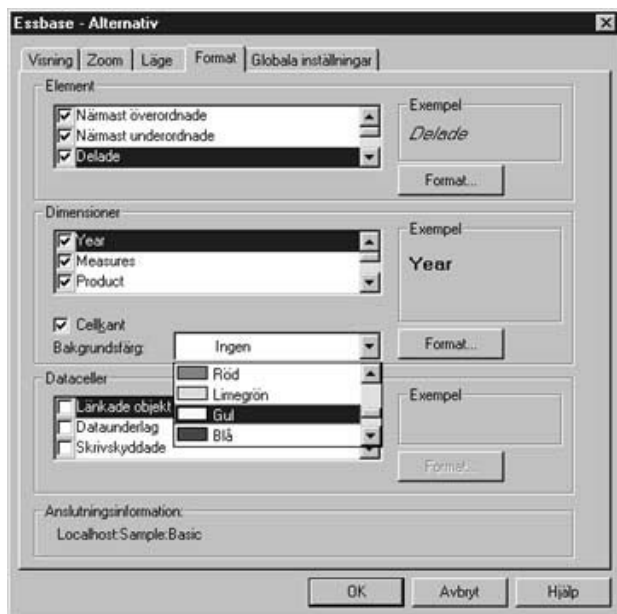 Essbase - Alternativ
Visning Zoom Läge Format Globala inställningar
Element
Närmast överordnade
Närmast underordnade
Delade
Exempel
Delade
Format...
Dimensioner
Year
Measures
Product
Exempel
Year
Cellkant
Bakgrundsfärg: Ingen
Format...
Röd
Limegrön
Gul
Blå
Dataceller
Länkade objekt
Dataunderlag
Skrivskyddade
Exempel
Format...
Anslutningsinformation:
Localhost:Sample:Basic
OK Avbryt Hjälp